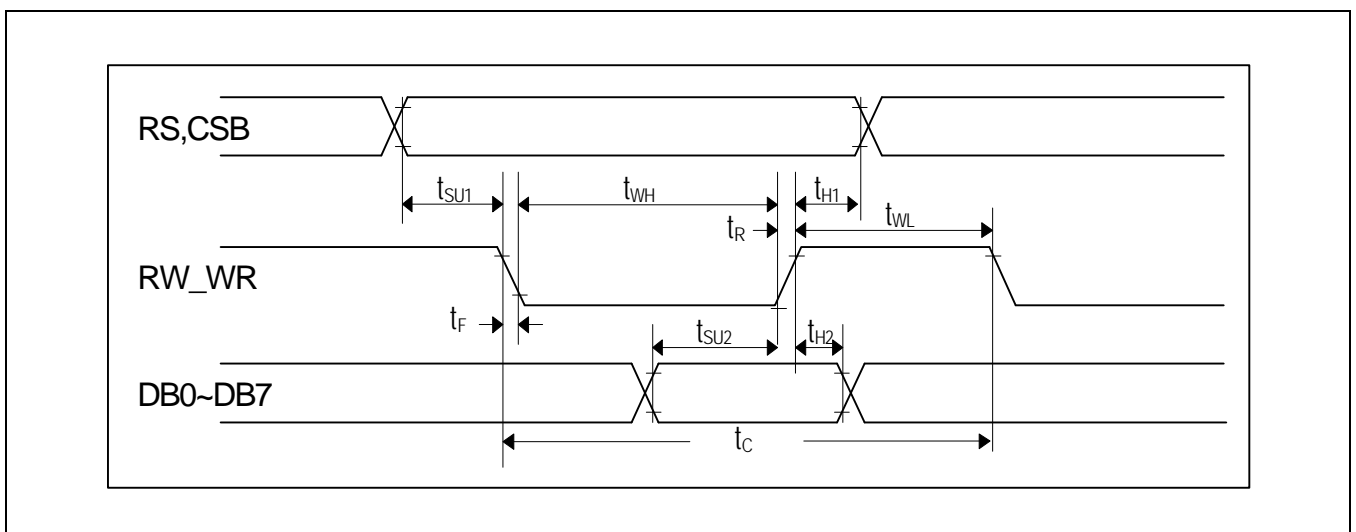 RS,CSB
tSU1
tWH
tH1
tR
tWL
RW_WR
tF
tSU2
tH2
DB0~DB7
tC